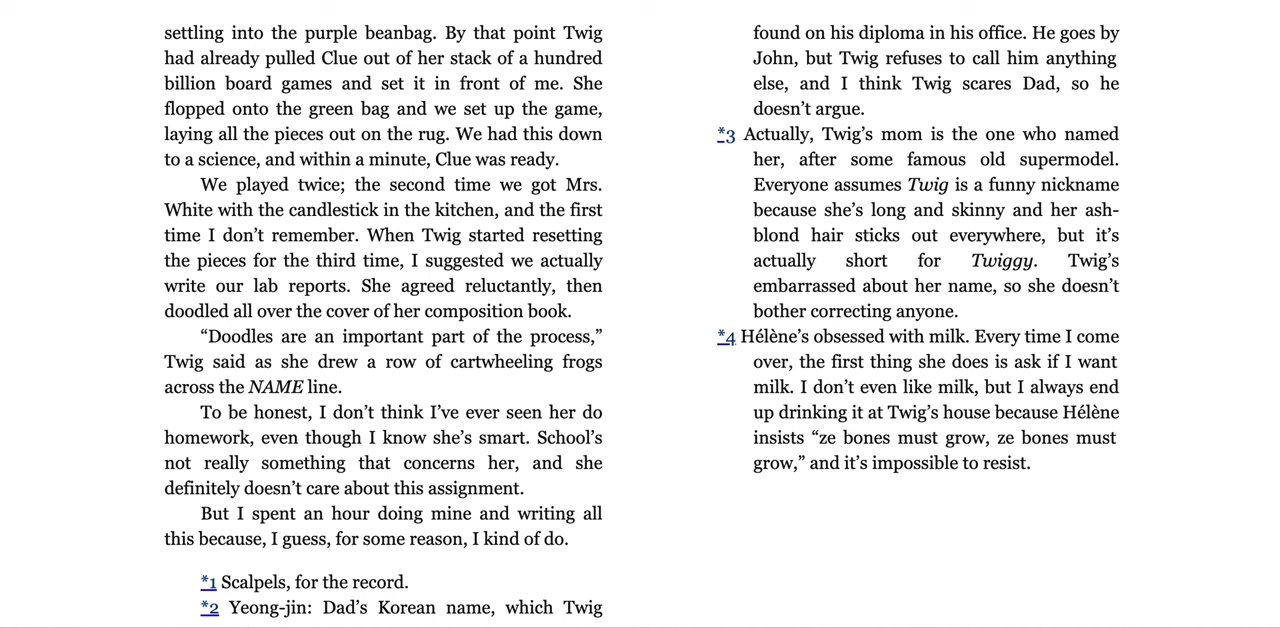 settling into the purple beanbag. By that point Twig
had already pulled Clue out of her stack of a hundred
billion board games and set it in front of me. She
flopped onto the green bag and we set up the game,
laying all the pieces out on the rug. We had this down
to a science, and within a minute, Clue was ready.
We played twice; the second time we got Mrs.
White with the candlestick in the kitchen, and the first
time I don’t remember. When Twig started resetting
the pieces for the third time, I suggested we actually
write our lab reports. She agreed reluctantly, then
doodled all over the cover of her composition book.
“Doodles are an important part of the process,”
Twig said as she drew a row of cartwheeling frogs
across the NAME line.
To be honest, I don’t think I’ve ever seen her do
homework, even though I know she’s smart. School’s
not really something that concerns her, and she
definitely doesn’t care about this assignment.
But I spent an hour doing mine and writing all
this because, I guess, for some reason, I kind of do.
*1 Scalpels, for the record.
*2 Yeong-jin: Dad’s Korean name, which Twig
found on his diploma in his office. He goes by
John, but Twig refuses to call him anything
else, and I think Twig scares Dad, so he
doesn’t argue.
*3 Actually, Twig’s mom is the one who named
her, after some famous old supermodel.
Everyone assumes Twig is a funny nickname
because she’s long and skinny and her ash-
blond hair sticks out everywhere, but it’s
actually short for Twiggy. Twig’s
embarrassed about her name, so she doesn’t
bother correcting anyone.
*4 Hélène’s obsessed with milk. Every time I come
over, the first thing she does is ask if I want
milk. I don’t even like milk, but I always end
up drinking it at Twig’s house because Hélène
insists “ze bones must grow, ze bones must
grow,” and it’s impossible to resist.